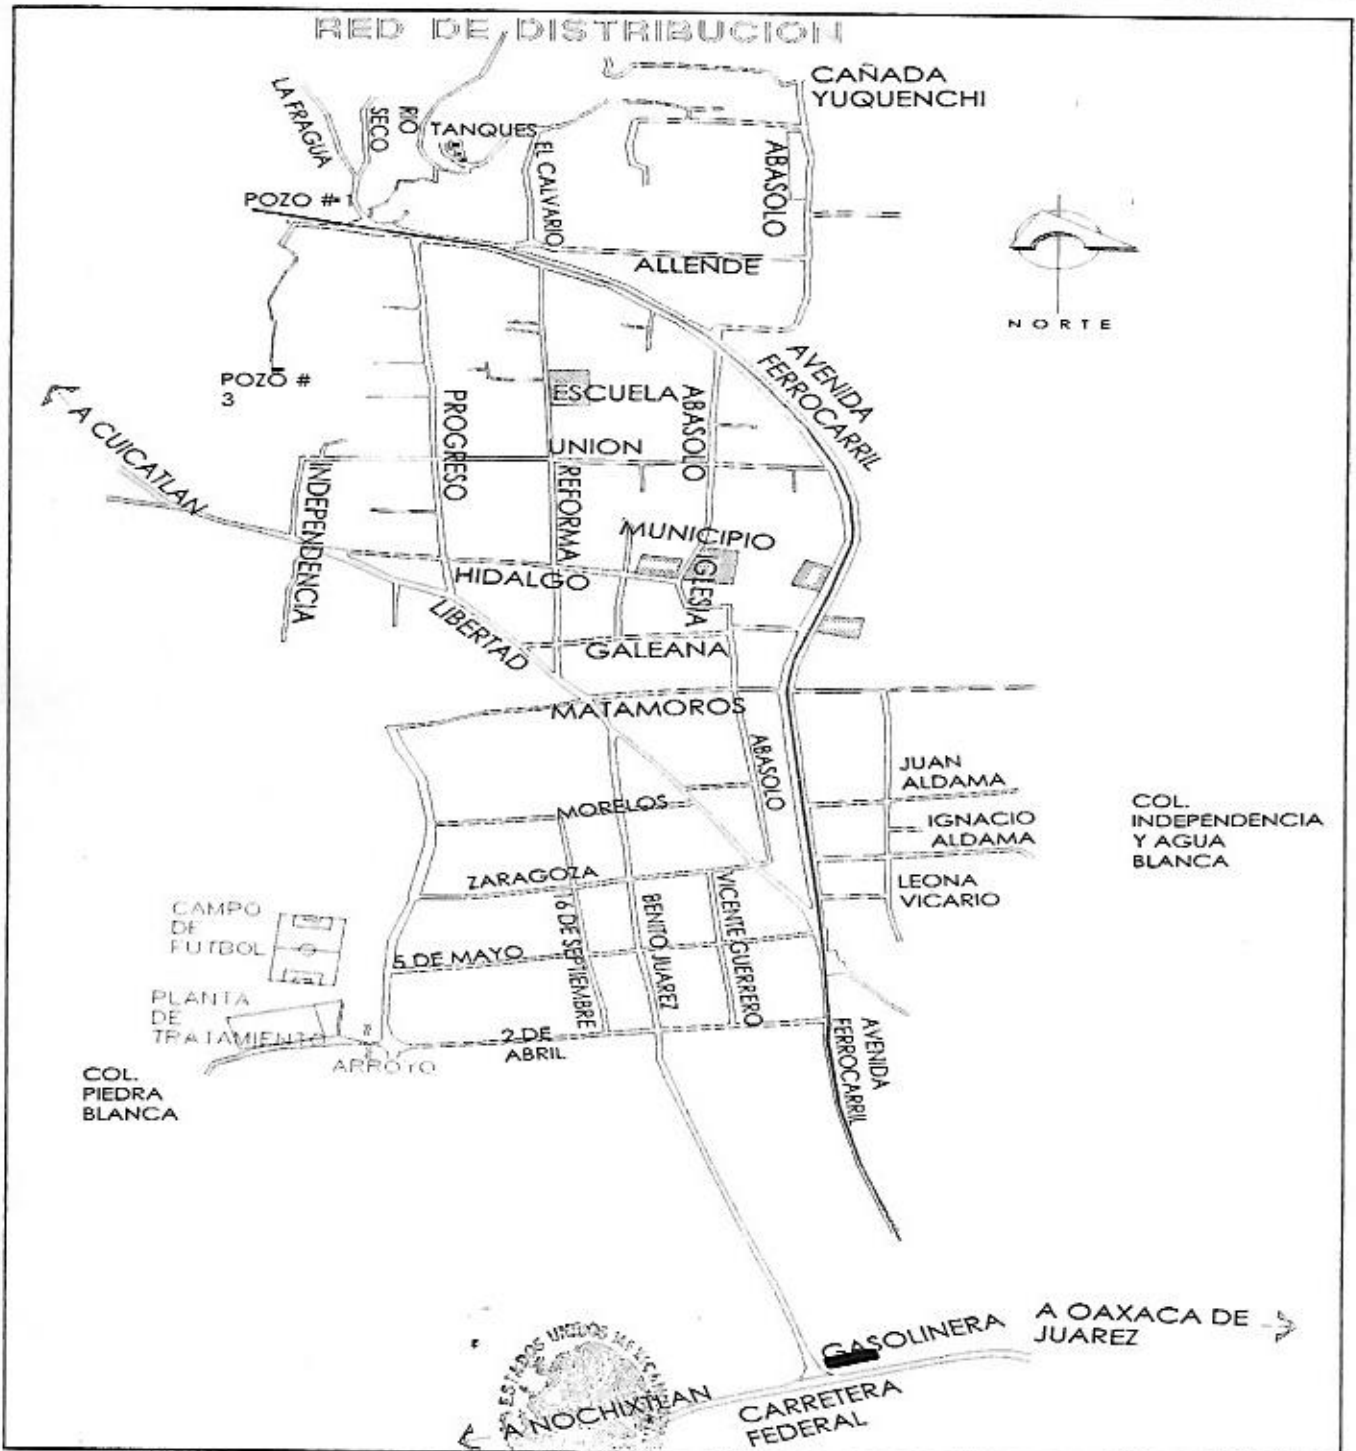 RED DE DISTRIBUCION
CAÑADA
YUQUENCHI
LA FRAGUA
SECO
RIO
TANQUES
EL CALVARIO
ABASOLO
POZO # 1
ALLENDE
NORTE
POZO #
3
ESCUELA
AVENIDA
FERROCARRIL
A CUICATLAN
PROGRESO
ABASOLO
UNION
INDEPENDENCIA
REFORMA
MUNICIPIO
HIDALGO
IGLESIA
LIBERTAD
GALEANA
MATAMOROS
ABASOLO
JUAN
ALDAMA
MORELOS
IGNACIO
ALDAMA
COL.
INDEPENDENCIA
Y AGUA
BLANCA
ZARAGOZA
LEONA
VICARIO
CAMPO
DE
FUTBOL
16 DE SEPTIEMBRE
BENITO JUAREZ
VICENTE GUERRERO
5 DE MAYO
PLANTA
DE
TRATAMIENTO
2 DE
ABRIL
ARROYO
AVENIDA
FERROCARRIL
COL.
PIEDRA
BLANCA
GASOLINERA
A OAXACA DE
JUAREZ
ESTADOS UNIDOS
A NOCHIXTLAN
CARRETERA
FEDERAL